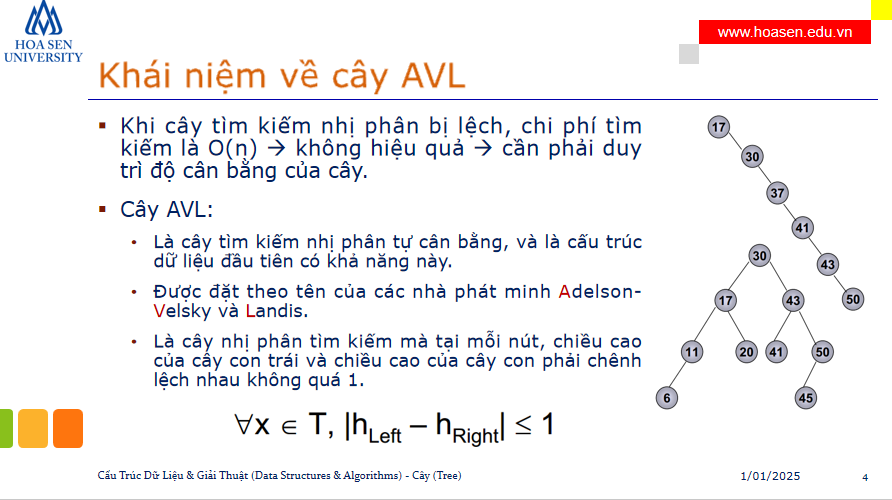 HOA SEN
UNIVERSITY
www.hoasen.edu.vn
Khái niệm về cây AVL
▪ Khi cây tìm kiếm nhị phân bị lệch, chi phí tìm
kiếm là O(n) → không hiệu quả → cần phải duy
trì độ cân bằng của cây.
▪ Cây AVL:
• Là cây tìm kiếm nhị phân tự cân bằng, và là cấu trúc
dữ liệu đầu tiên có khả năng này.
• Được đặt theo tên của các nhà phát minh Adelson-
Velsky và Landis.
• Là cây nhị phân tìm kiếm mà tại mỗi nút, chiều cao
của cây con trái và chiều cao của cây con phải chênh
lệch nhau không quá 1.
∀x ∈ T, |hLeft – hRight| ≤ 1
17
30
37
41
43
50
30
17 43
11 20 41 50
6 45
Cấu Trúc Dữ Liệu & Giải Thuật (Data Structures & Algorithms) - Cây (Tree)
1/01/2025
4